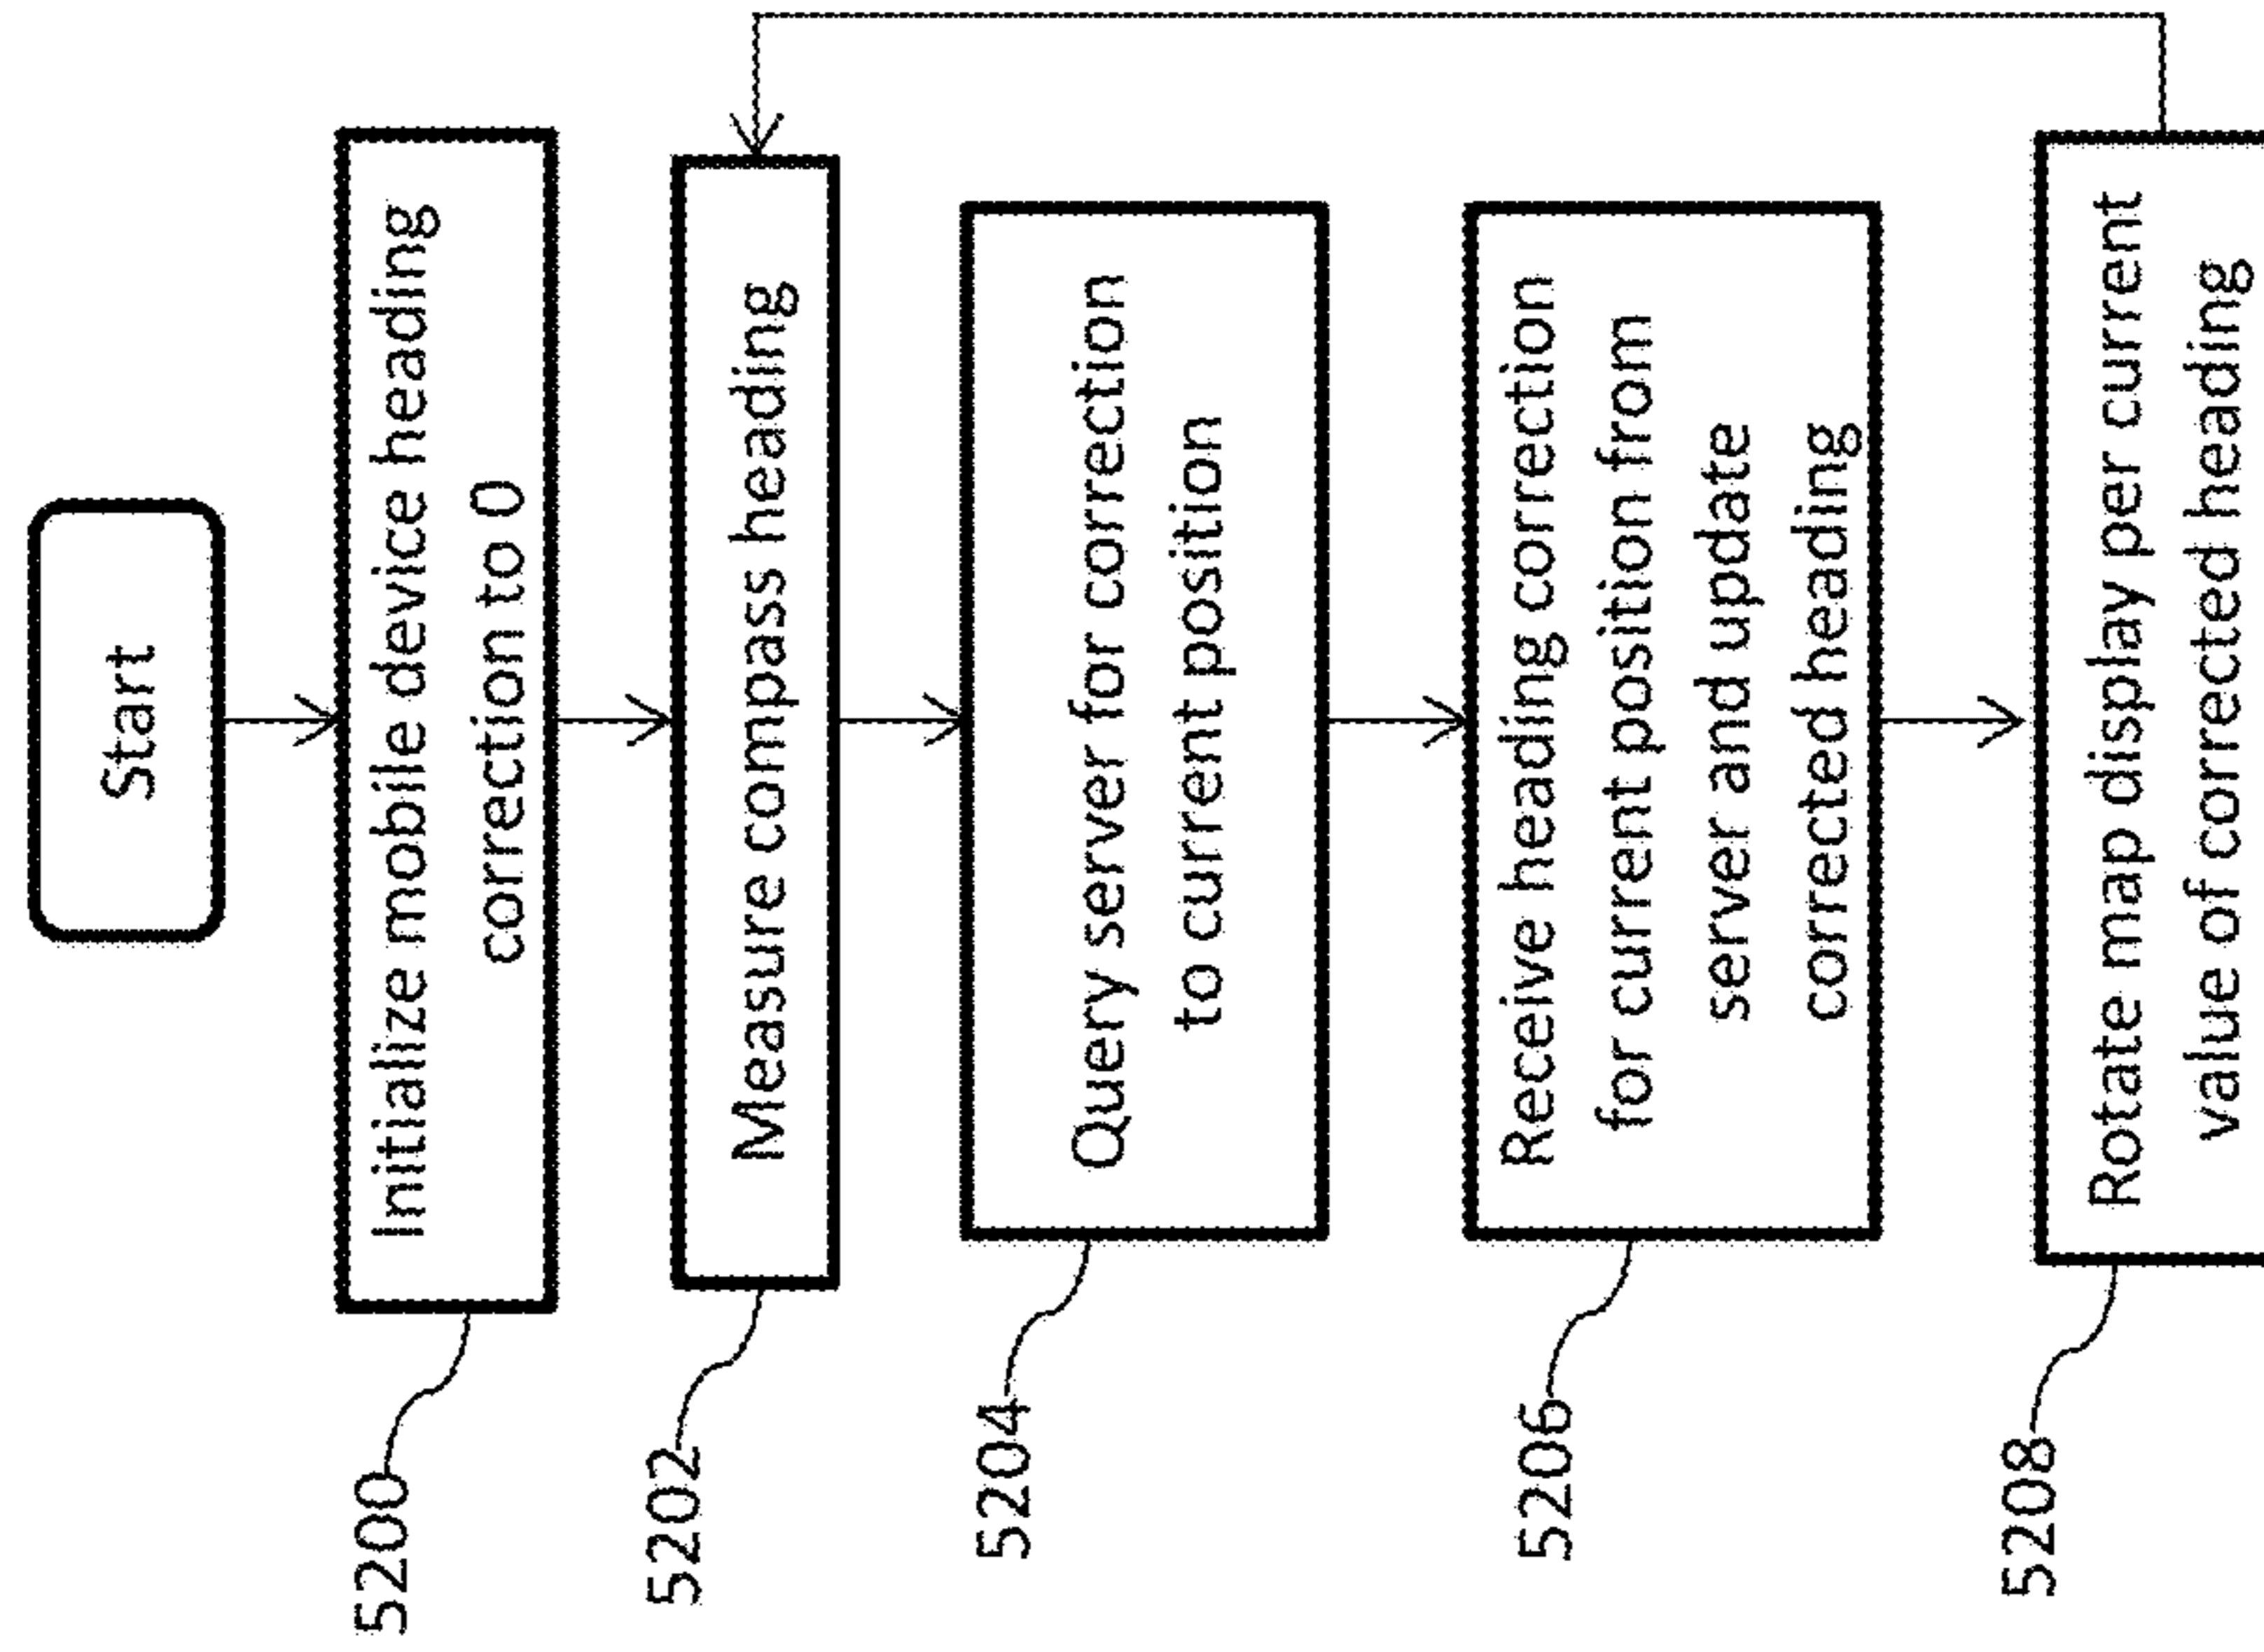 Start
5200
Initialize mobile device heading
correction to 0
5202
Measure compass heading
5204
Query server for correction
to current position
5206
Receive heading correction
for current position from
server and update
corrected heading
5208
Rotate map display per current
value of corrected heading